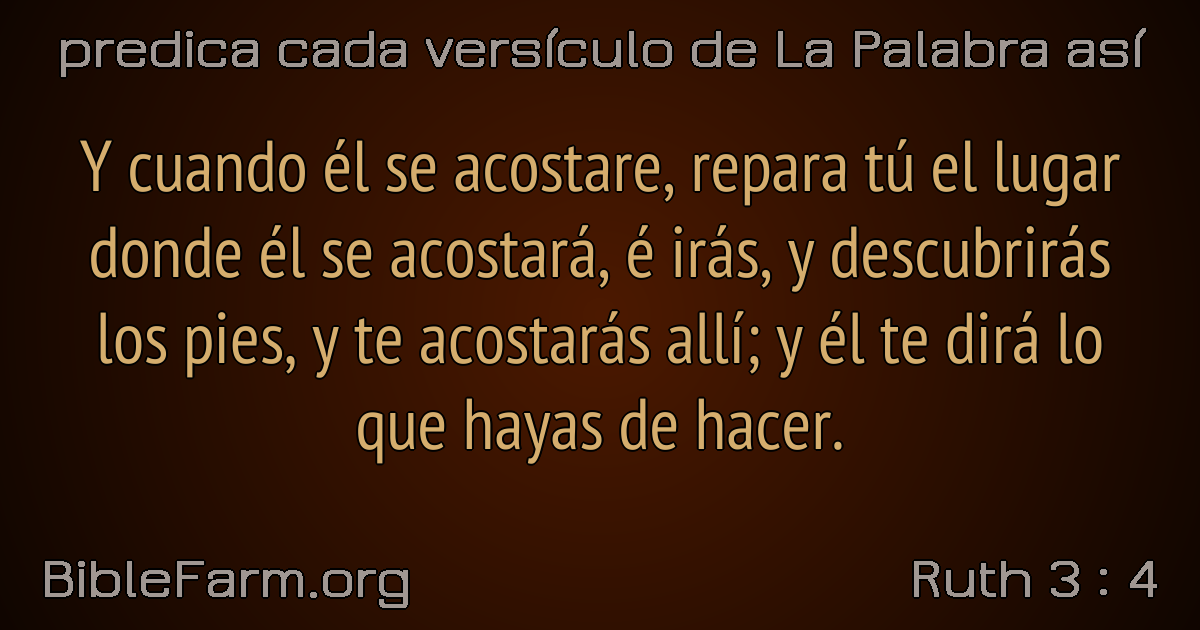 predica cada versículo de La Palabra así
Y cuando él se acostare, repara tú el lugar
donde él se acostará, é irás, y descubrirás
los pies, y te acostarás allí; y él te dirá lo
que hayas de hacer.
BibleFarm.org
Ruth 3 : 4